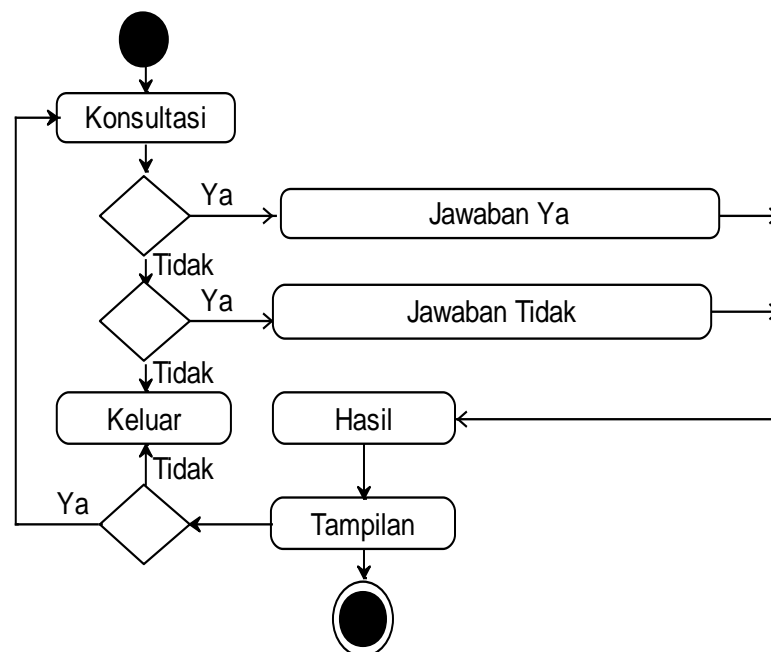 Konsultasi
Ya
Jawaban Ya
Tidak
Ya
Jawaban Tidak
Tidak
Keluar
Hasil
Tidak
Ya
Tampilan